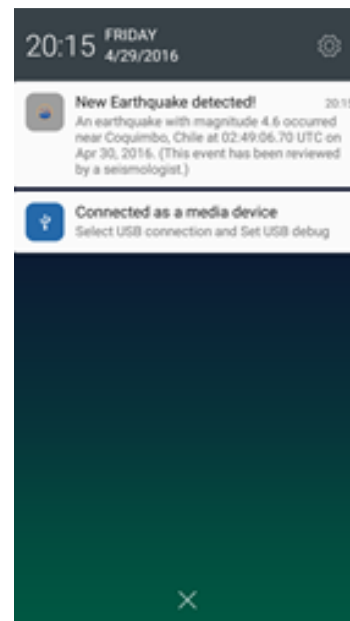 20:15 FRIDAY
4/29/2016
New Earthquake detected! 20:15
An earthquake with magnitude 4.6 occurred
near Coquimbo, Chile at 02:49:06.70 UTC on
Apr 30, 2016. (This event has been reviewed
by a seismologist.)
Connected as a media device
Select USB connection and Set USB debug